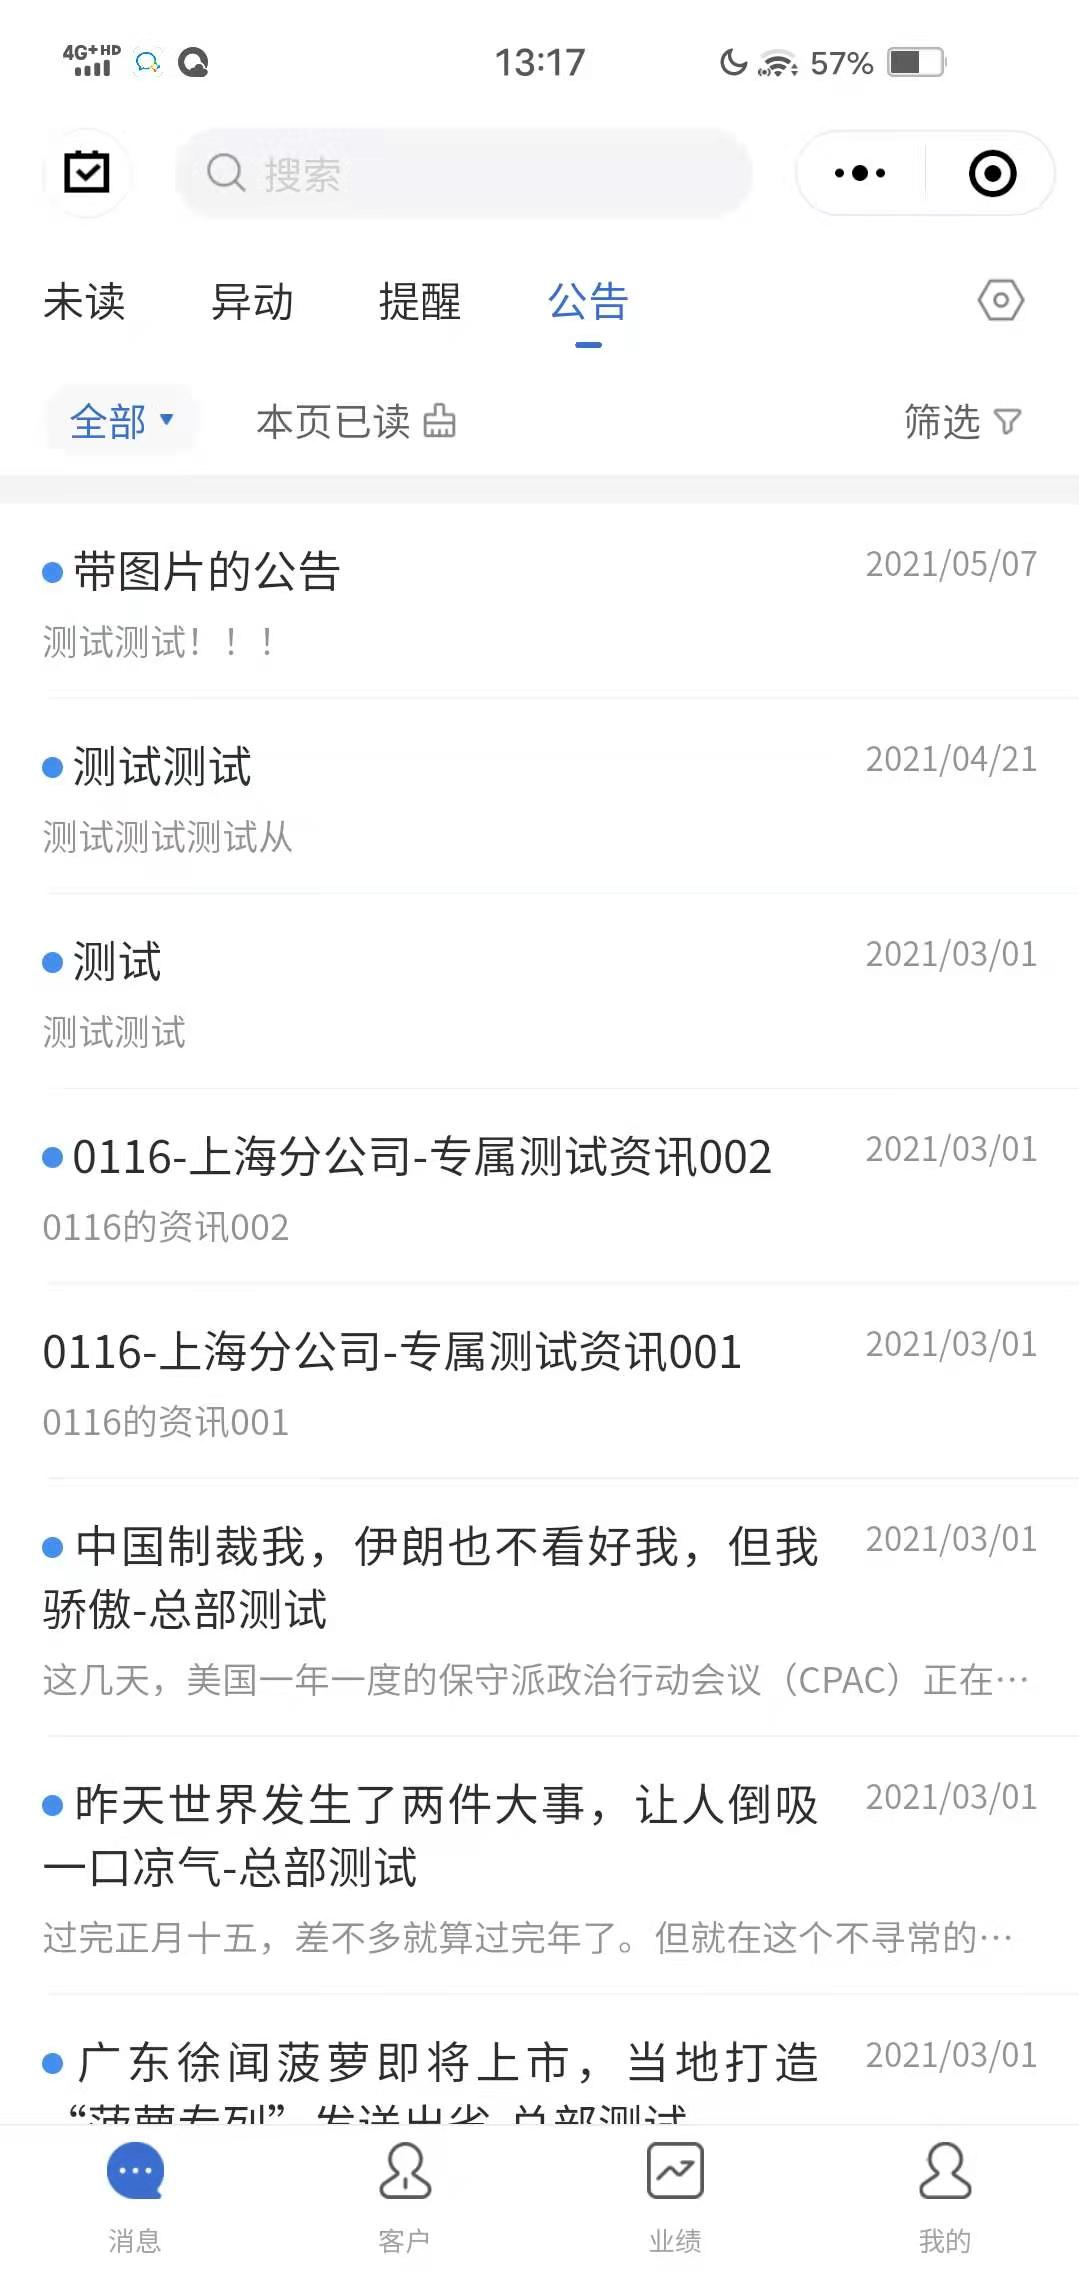 4G+ HD
13:17
57%
搜索
未读
异动
提醒
公告
全部
本页已读
筛选
带图片的公告
2021/05/07
测试测试！！！
测试测试
2021/04/21
测试测试测试从
测试
2021/03/01
测试测试
0116-上海分公司-专属测试资讯002
2021/03/01
0116的资讯002
0116-上海分公司-专属测试资讯001
2021/03/01
0116的资讯001
中国制裁我，伊朗也不看好我，但我
2021/03/01
骄傲-总部测试
这几天，美国一年一度的保守派政治行动会议（CPAC）正在…
昨天世界发生了两件大事，让人倒吸
2021/03/01
一口凉气-总部测试
过完正月十五，差不多就算过完年了。但就在这个不寻常的…
广东徐闻菠萝即将上市，当地打造
2021/03/01
“菠萝专列”发送出省-总部测试
消息
客户
业绩
我的